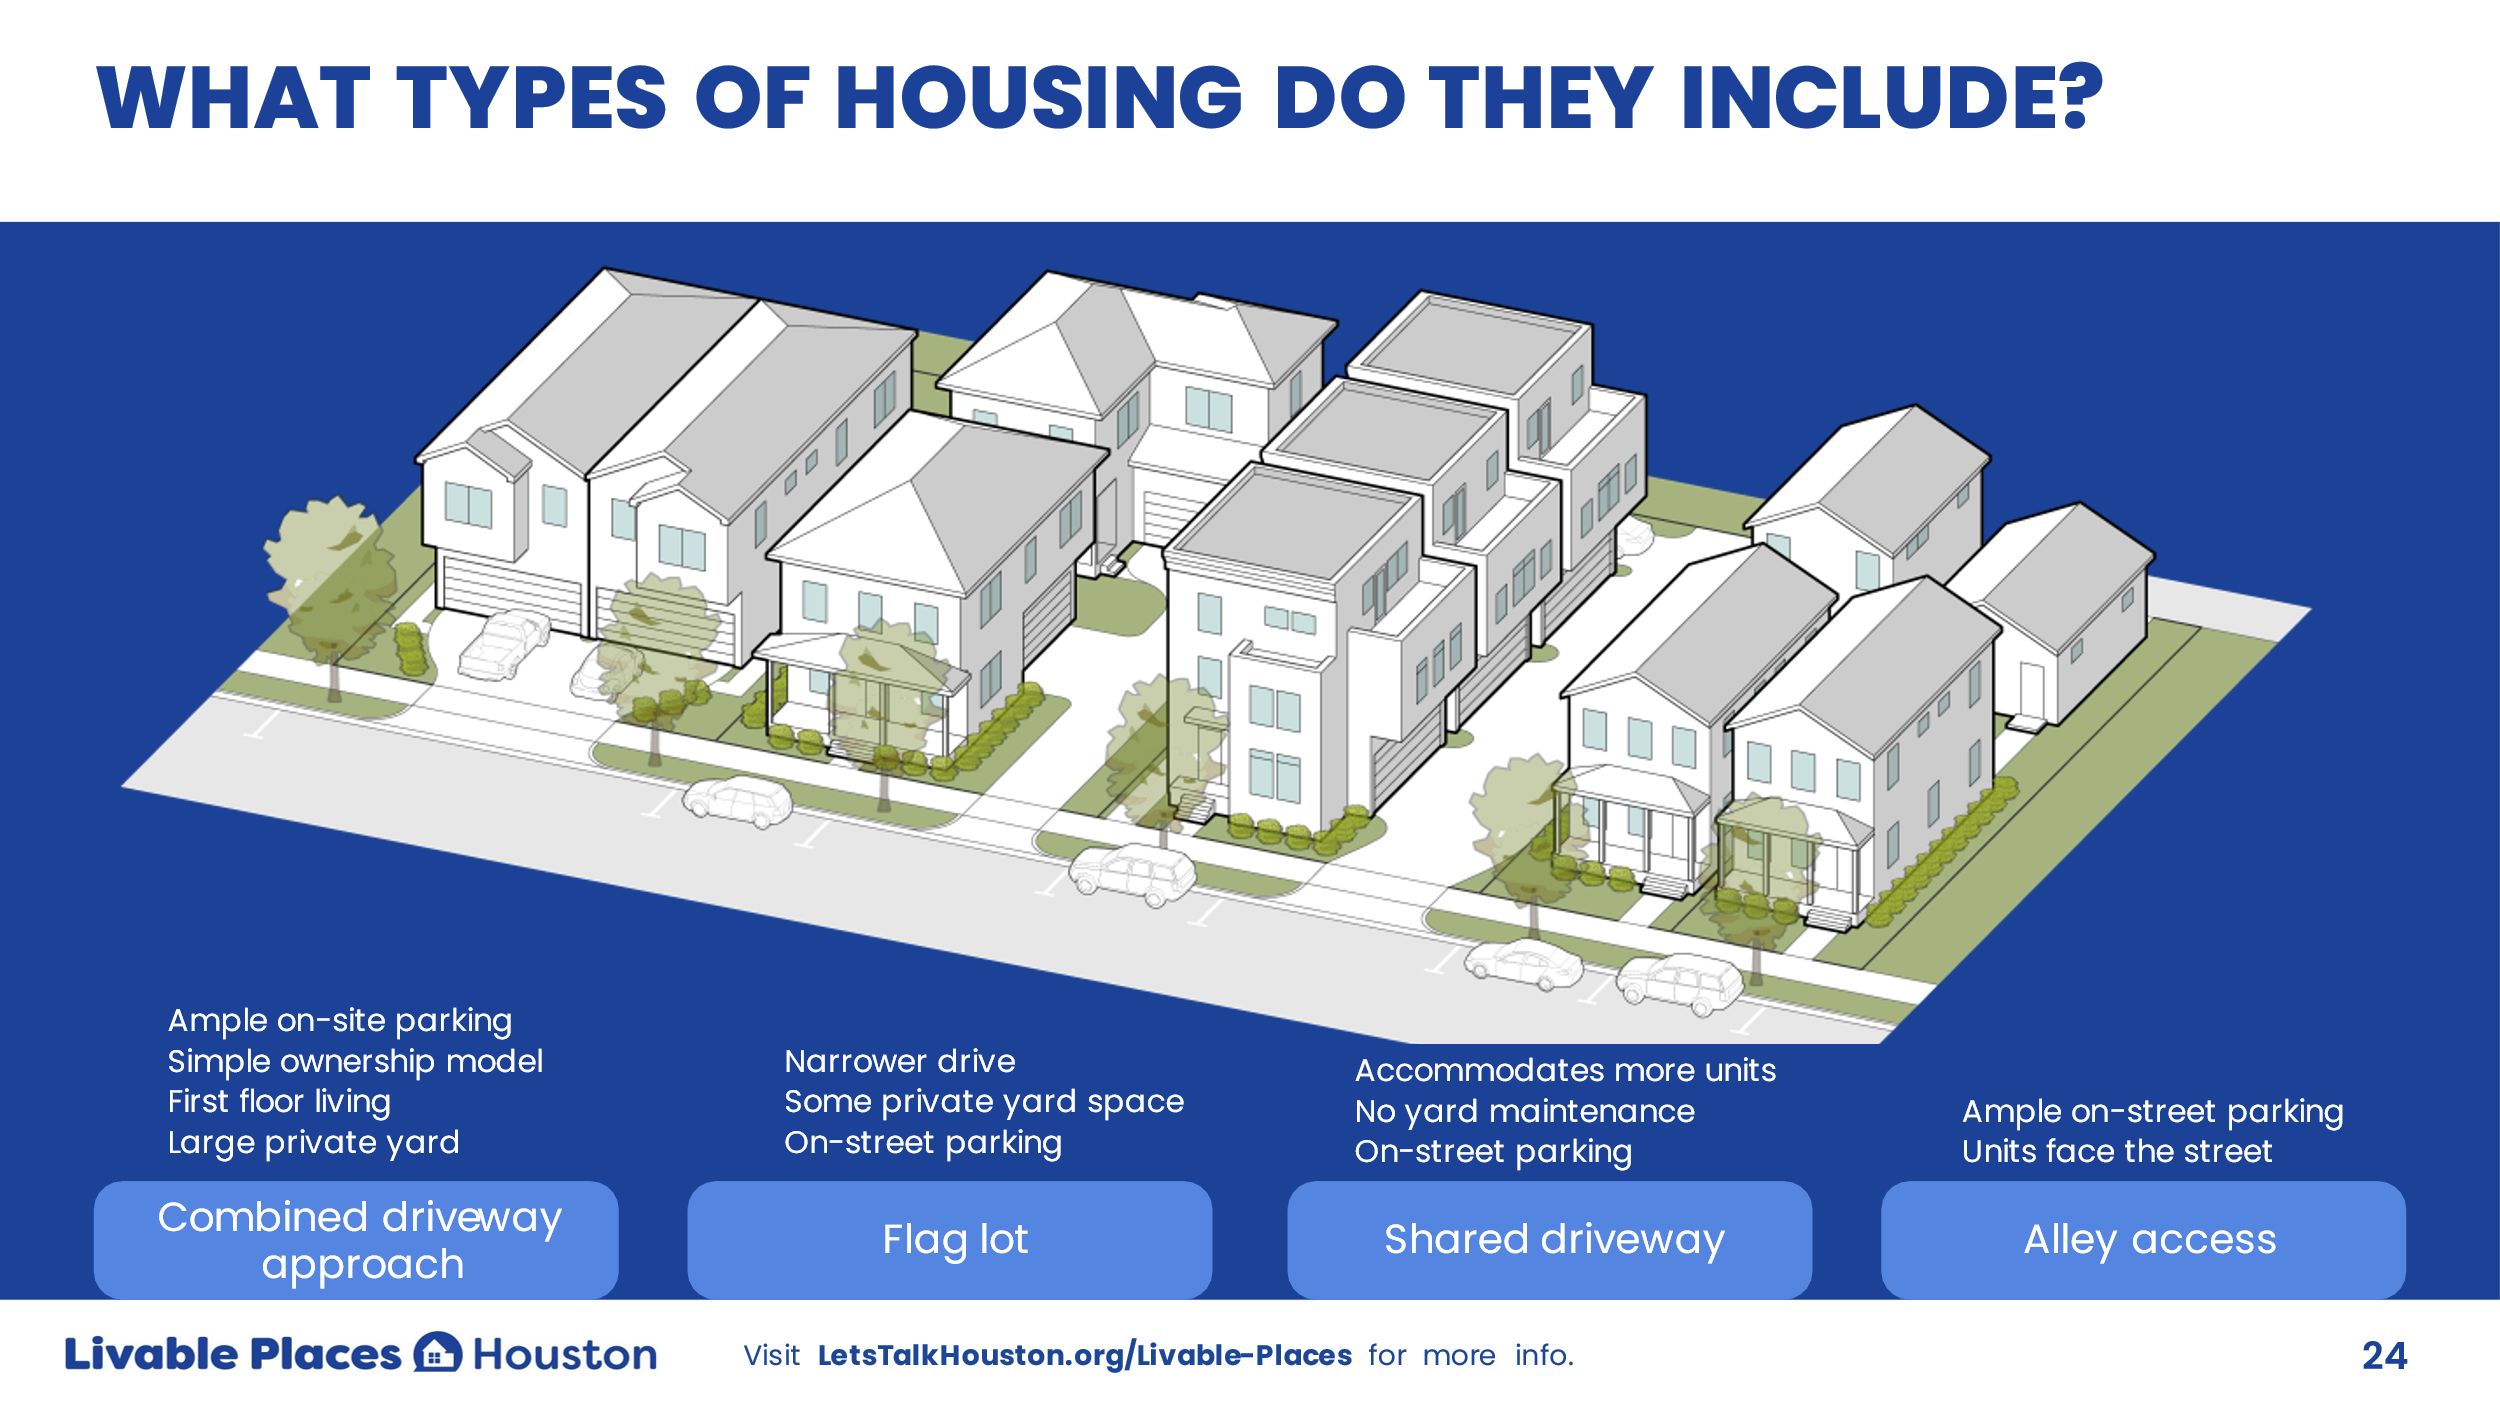 WHAT TYPES OF HOUSING DO THEY INCLUDE?
Ample on-site parking
Simple ownership model
First floor living
Large private yard
Combined driveway
approach
Narrower drive
Some private yard space
On-street parking
Flag lot
Accommodates more units
No yard maintenance
On-street parking
Shared driveway
Ample on-street parking
Units face the street
Alley access
Livable Places Houston
Visit LetsTalkHouston.org/Livable-Places for more info.
24